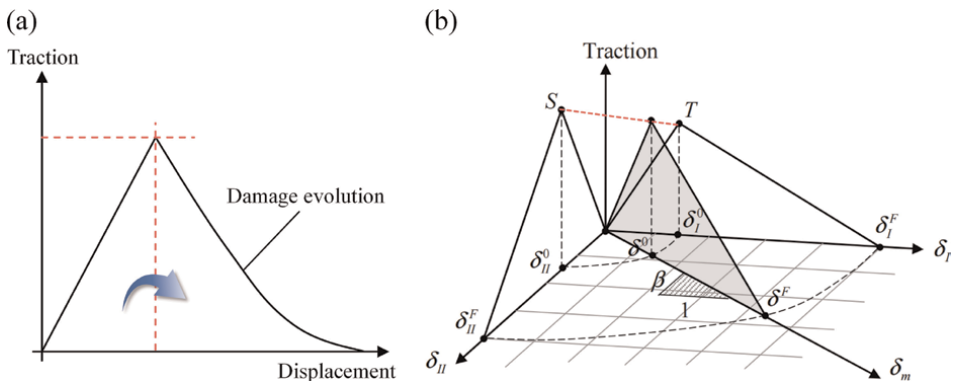 (a)
Traction
Damage evolution
Displacement
(b)
Traction
S
T
δ_I^0
δ_I^F
δ_I
δ^0
δ_II^0
β
1
δ^F
δ_II^F
δ_II
δ_m